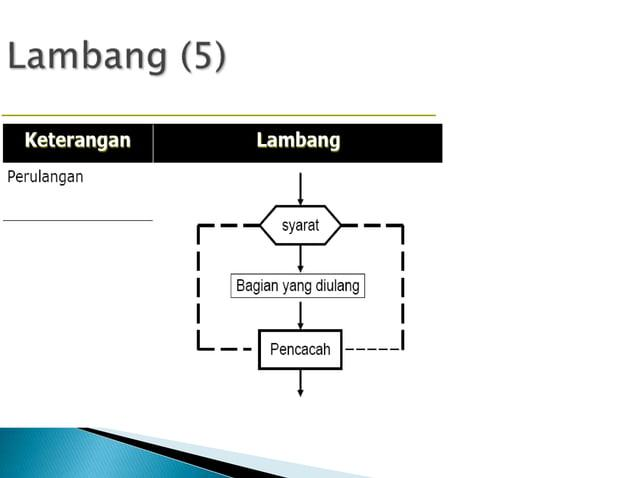 Lambang (5)
Keterangan Lambang
Perulangan
syarat
Bagian yang diulang
Pencacah